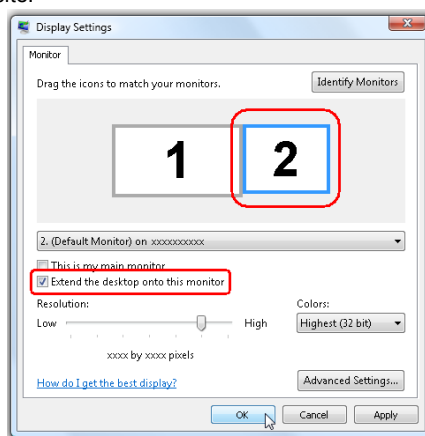 Display Settings
Monitor
Drag the icons to match your monitors.
Identify Monitors
1
2
2. (Default Monitor) on xxxxxxxxxx
This is my main monitor
Extend the desktop onto this monitor
Resolution:
Colors:
Low
High
Highest (32 bit)
xxxx by xxxx pixels
How do I get the best display?
Advanced Settings...
OK
Cancel
Apply